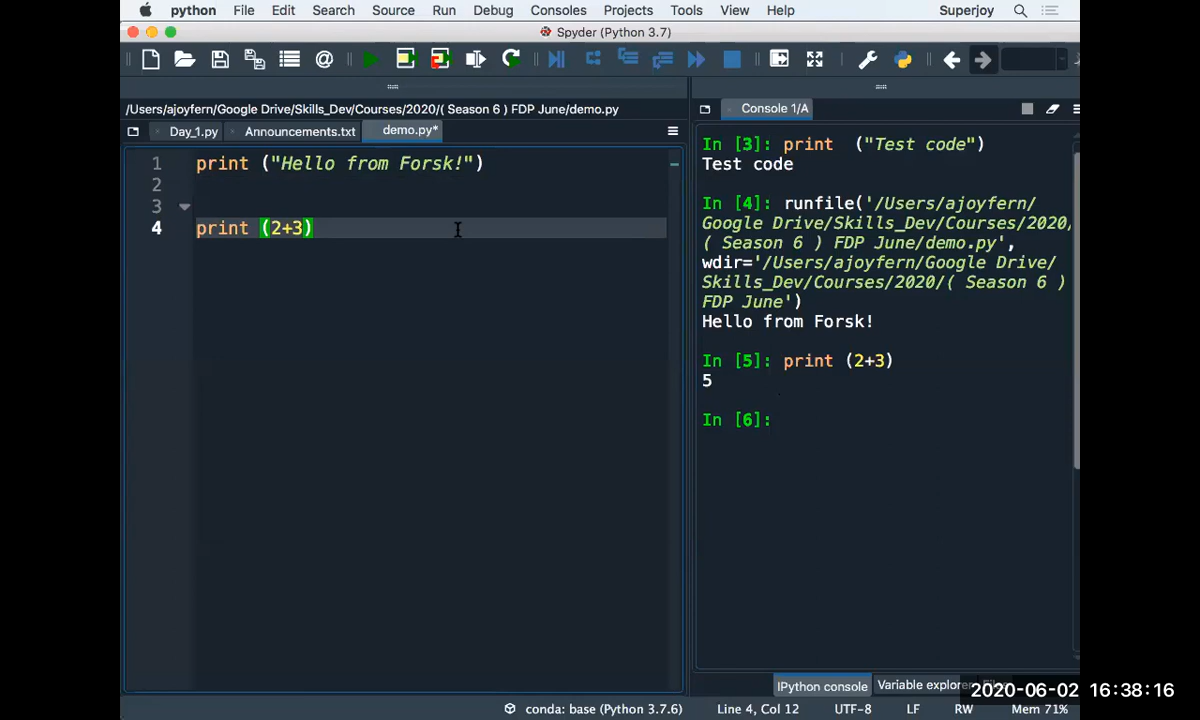 python File Edit Search Source Run Debug Consoles Projects Tools View Help Superjoy
Spyder (Python 3.7)
/Users/ajoyfern/Google Drive/Skills_Dev/Courses/2020/( Season 6 ) FDP June/demo.py
Day_1.py Announcements.txt demo.py*
1 print ("Hello from Forsk!")
2
3
4 print (2+3)
Console 1/A
In [3]: print  ("Test code")
Test code
In [4]: runfile('/Users/ajoyfern/
Google Drive/Skills_Dev/Courses/2020/
( Season 6 ) FDP June/demo.py',
wdir='/Users/ajoyfern/Google Drive/
Skills_Dev/Courses/2020/( Season 6 )
FDP June')
Hello from Forsk!
In [5]: print (2+3)
5
In [6]:
IPython console Variable explorer
2020-06-02 16:38:16
conda: base (Python 3.7.6) Line 4, Col 12 UTF-8 LF RW Mem 71%